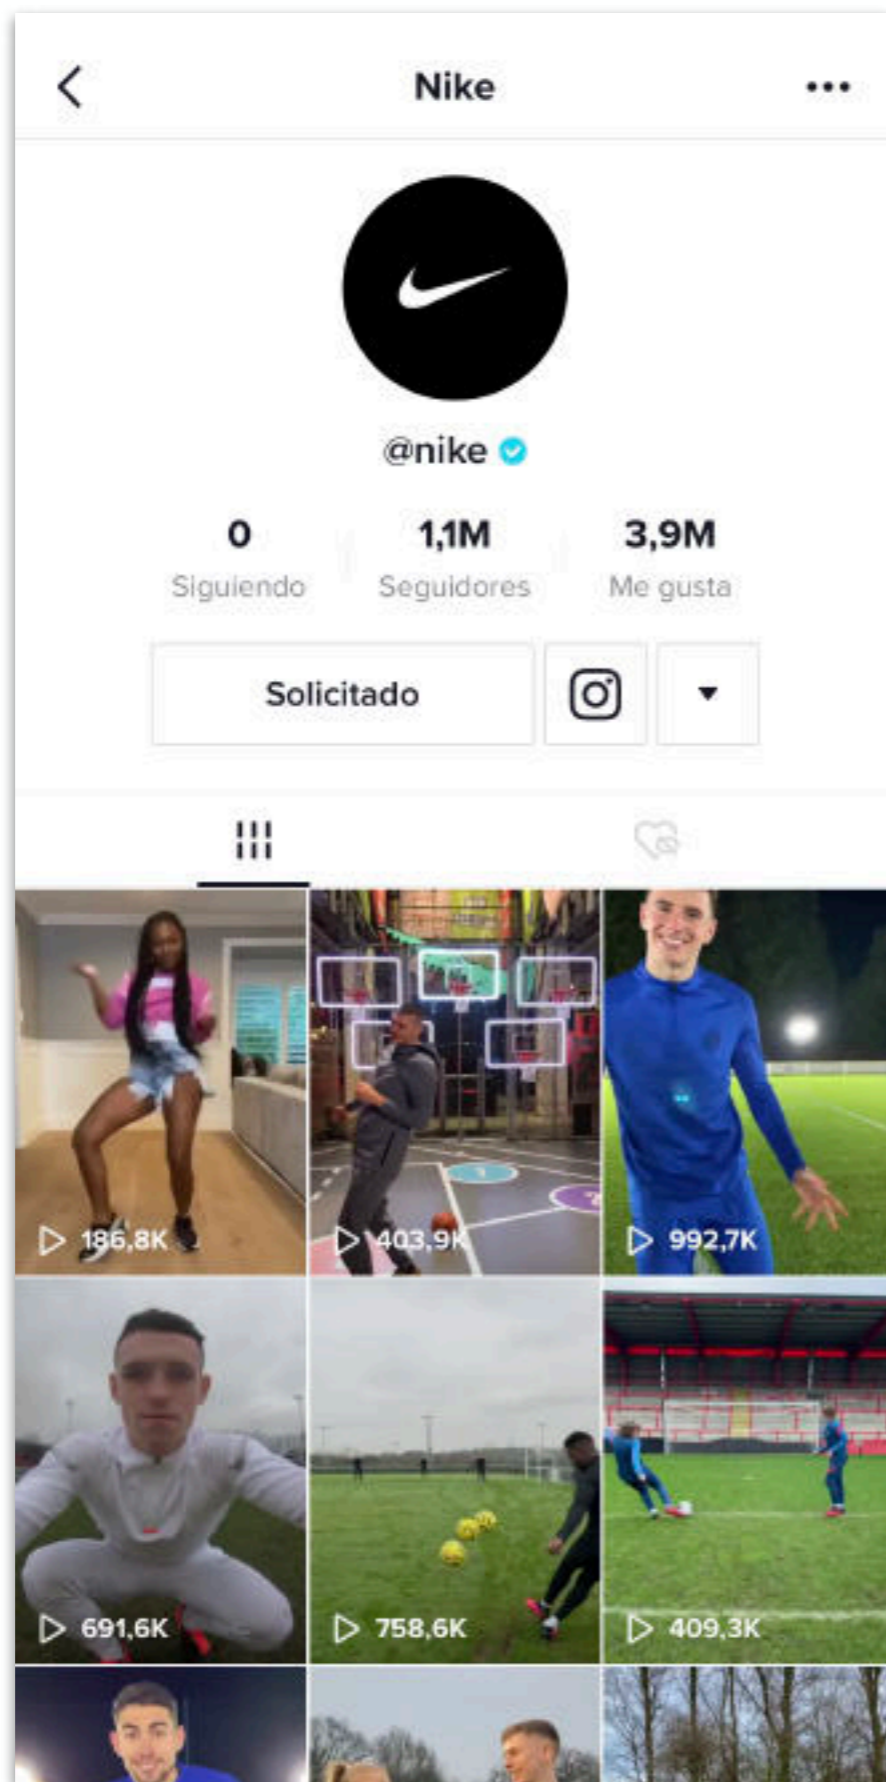 Nike
@nike
0 1,1M 3,9M
Siguiendo Seguidores Me gusta
Solicitado
186,8K 403,9K 992,7K
691,6K 758,6K 409,3K